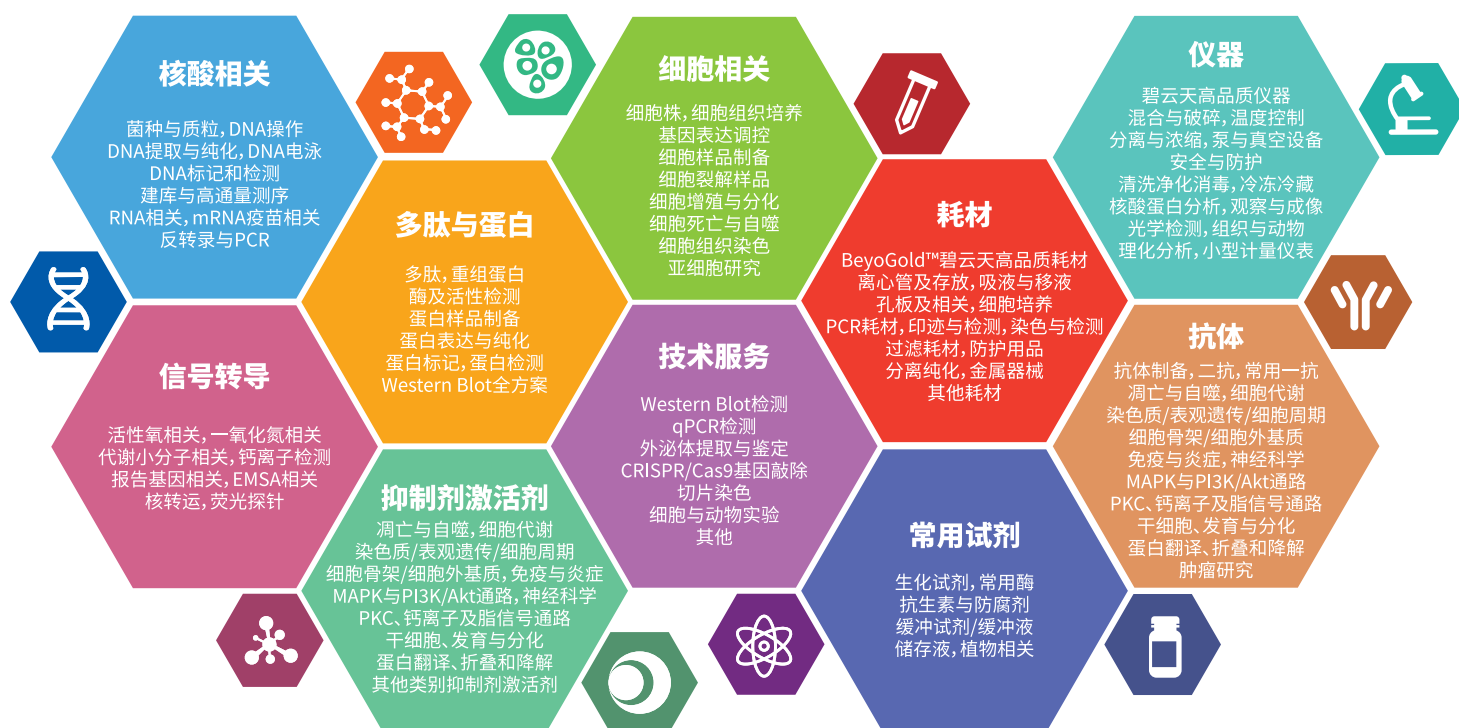 核酸相关
菌种与质粒，DNA操作
DNA提取与纯化，DNA电泳
DNA标记和检测
建库与高通量测序
RNA相关，mRNA疫苗相关
反转录与PCR
多肽与蛋白
多肽，重组蛋白
酶及活性检测
蛋白样品制备
蛋白表达与纯化
蛋白标记，蛋白检测
Western Blot全方案
细胞相关
细胞株，细胞组织培养
基因表达调控
细胞样品制备
细胞裂解样品
细胞增殖与分化
细胞死亡与自噬
细胞组织染色
亚细胞研究
耗材
BeyoGold™碧云天高品质耗材
离心管及存放，吸液与移液
孔板及相关，细胞培养
PCR耗材，印迹与检测，染色与检测
过滤耗材，防护用品
分离纯化，金属器械
其他耗材
仪器
碧云天高品质仪器
混合与破碎，温度控制
分离与浓缩，泵与真空设备
安全与防护
清洗净化消毒，冷冻冷藏
核酸蛋白分析，观察与成像
光学检测，组织与动物
理化分析，小型计量仪表
信号转导
活性氧相关，一氧化氮相关
代谢小分子相关，钙离子检测
报告基因相关，EMSA相关
核转运，荧光探针
抑制剂激活剂
凋亡与自噬，细胞代谢
染色质/表观遗传/细胞周期
细胞骨架/细胞外基质，免疫与炎症
MAPK与PI3K/Akt通路，神经科学
PKC、钙离子及脂信号通路
干细胞、发育与分化
蛋白翻译、折叠和降解
其他类别抑制剂激活剂
技术服务
Western Blot检测
qPCR检测
外泌体提取与鉴定
CRISPR/Cas9基因敲除
切片染色
细胞与动物实验
其他
常用试剂
生化试剂，常用酶
抗生素与防腐剂
缓冲试剂/缓冲液
储存液，植物相关
抗体
抗体制备，二抗，常用一抗
凋亡与自噬，细胞代谢
染色质/表观遗传/细胞周期
细胞骨架/细胞外基质
免疫与炎症，神经科学
MAPK与PI3K/Akt通路
PKC、钙离子及脂信号通路
干细胞、发育与分化
蛋白翻译、折叠和降解
肿瘤研究